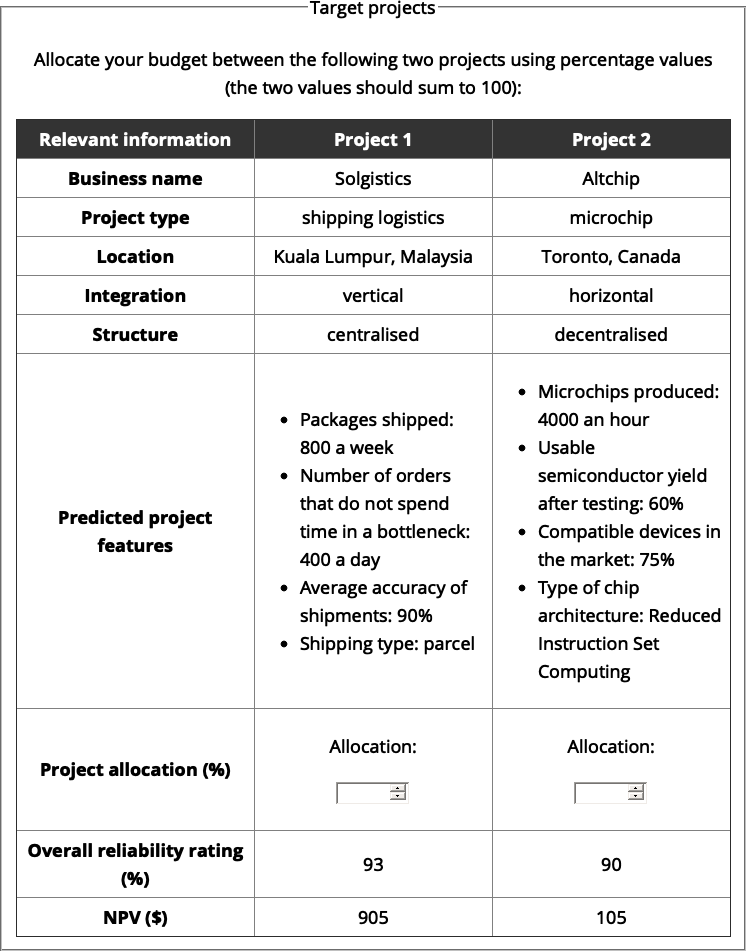 Target projects
Allocate your budget between the following two projects using percentage values
(the two values should sum to 100):
Relevant information Project 1 Project 2
Business name Solgistics Altchip
Project type shipping logistics microchip
Location Kuala Lumpur, Malaysia Toronto, Canada
Integration vertical horizontal
Structure centralised decentralised
Predicted project
features
• Packages shipped:
800 a week
• Number of orders
that do not spend
time in a bottleneck:
400 a day
• Average accuracy of
shipments: 90%
• Shipping type: parcel
• Microchips produced:
4000 an hour
• Usable
semiconductor yield
after testing: 60%
• Compatible devices in
the market: 75%
• Type of chip
architecture: Reduced
Instruction Set
Computing
Project allocation (%) Allocation: Allocation:
Overall reliability rating
(%) 93 90
NPV ($) 905 105